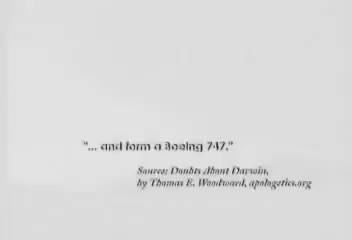 "... and form a Boeing 747."
Source: Doubts About Darwin,
by Thomas E. Woodward, apologetics.org